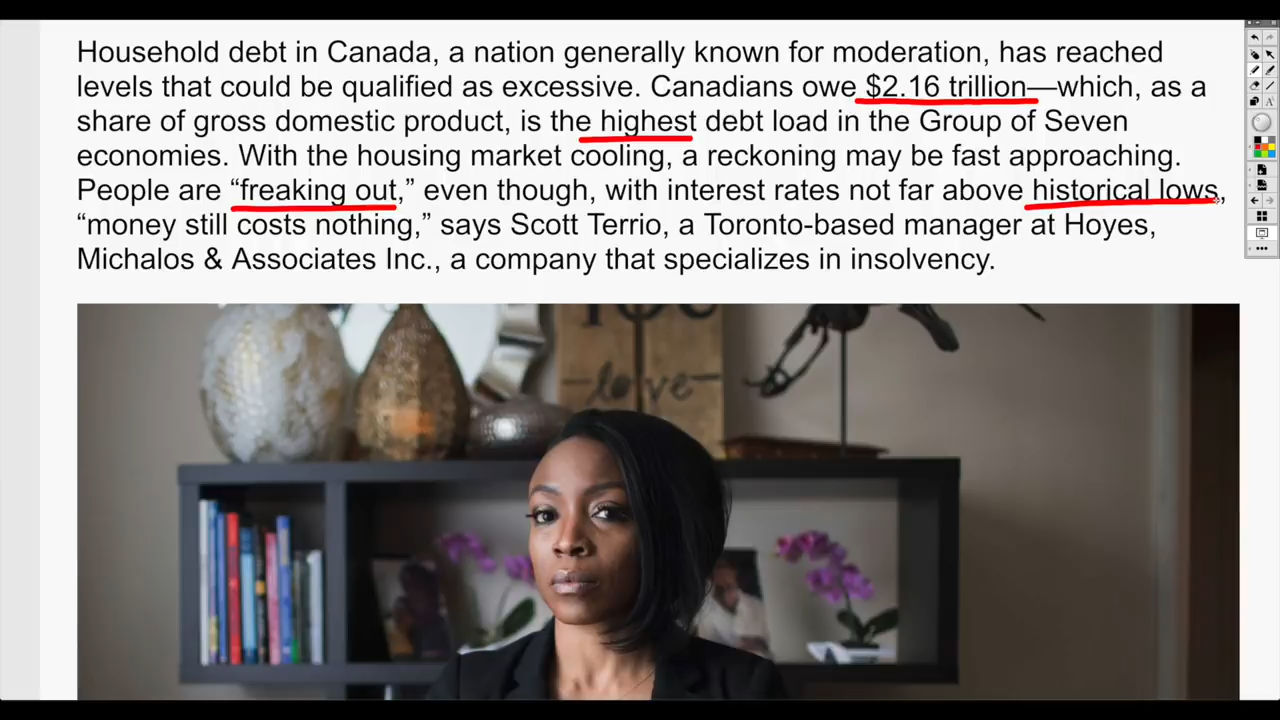 Household debt in Canada, a nation generally known for moderation, has reached
levels that could be qualified as excessive. Canadians owe $2.16 trillion—which, as a
share of gross domestic product, is the highest debt load in the Group of Seven
economies. With the housing market cooling, a reckoning may be fast approaching.
People are “freaking out,” even though, with interest rates not far above historical lows,
“money still costs nothing,” says Scott Terrio, a Toronto-based manager at Hoyes,
Michalos & Associates Inc., a company that specializes in insolvency.
YOU
love